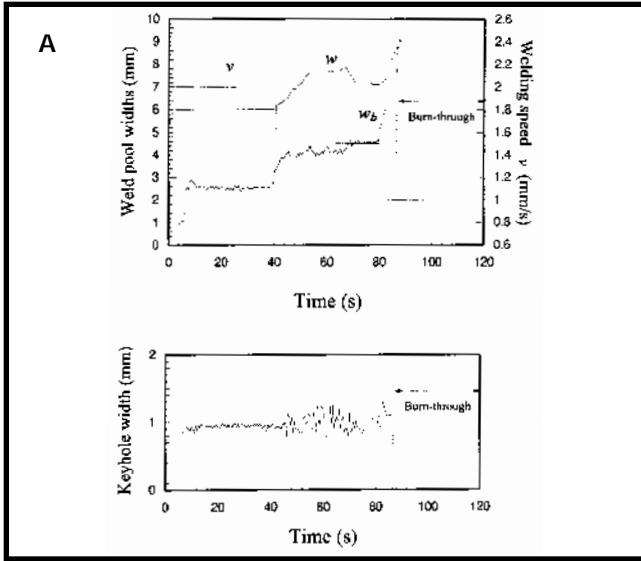 A
Weld pool widths (mm)
10
9
8
7
6
5
4
3
2
1
0
v
w
w_b
Burn-through
2.6
2.4
2.2
2
1.8
1.6
1.4
1.2
1
0.8
0.6
Welding speed v (mm/s)
0 20 40 60 80 100 120
Time (s)
Keyhole width (mm)
2
1
0
Burn-through
0 20 40 60 80 100 120
Time (s)